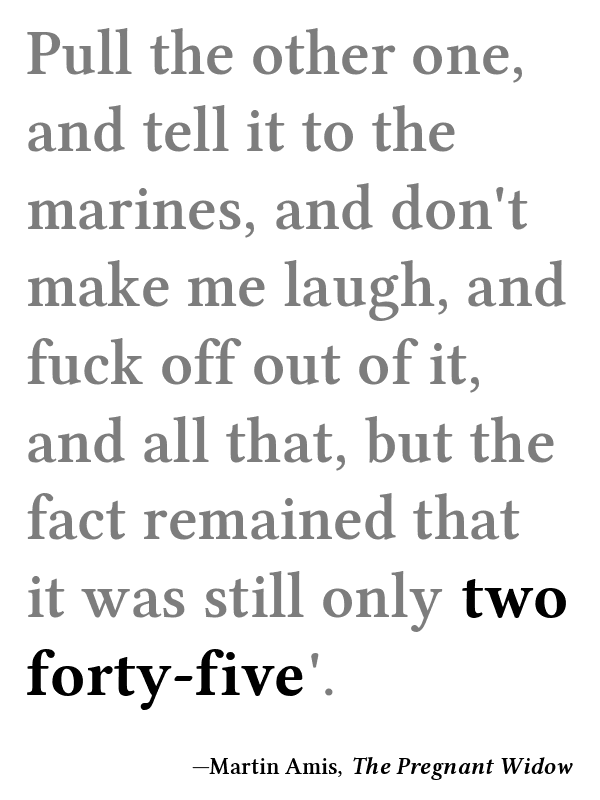 Pull the other one,
and tell it to the
marines, and don't
make me laugh, and
fuck off out of it,
and all that, but the
fact remained that
it was still only two
forty-five'.
—Martin Amis, The Pregnant Widow